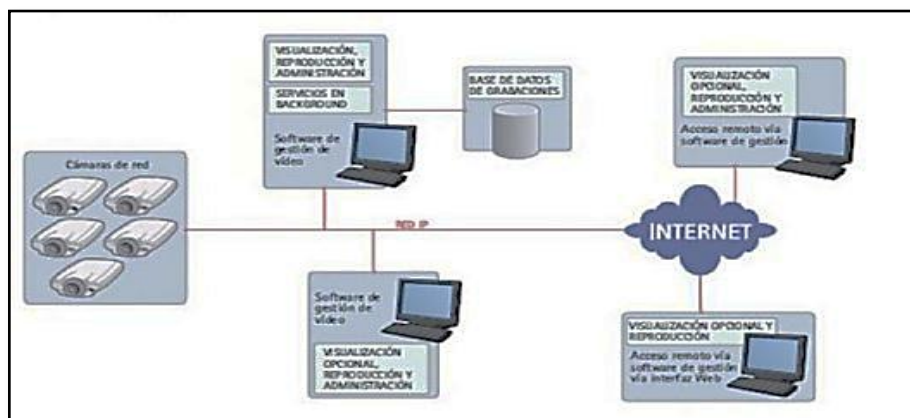 VISUALIZACIÓN,
REPRODUCCIÓN Y
ADMINISTRACIÓN
SERVICIOS EN
BACKGROUND
Software de
gestión de
vídeo
BASE DE DATOS
DE GRABACIONES
VISUALIZACIÓN
OPCIONAL,
REPRODUCCIÓN Y
ADMINISTRACIÓN
Acceso remoto vía
software de gestión
Cámaras de red
RED IP
INTERNET
Software de
gestión de
vídeo
VISUALIZACIÓN
OPCIONAL,
REPRODUCCIÓN Y
ADMINISTRACIÓN
VISUALIZACIÓN OPCIONAL Y
REPRODUCCIÓN
Acceso remoto vía
software de gestión
vía interfaz Web